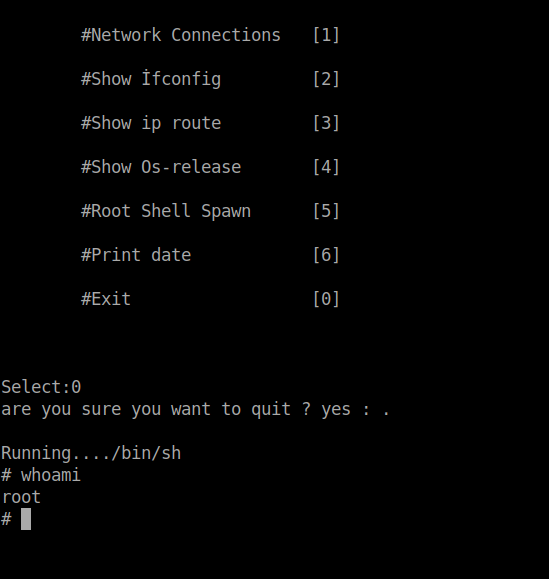 #Network Connections [1]
#Show İfconfig [2]
#Show ip route [3]
#Show Os-release [4]
#Root Shell Spawn [5]
#Print date [6]
#Exit [0]
Select:0
are you sure you want to quit ? yes : .
Running..../bin/sh
# whoami
root
#